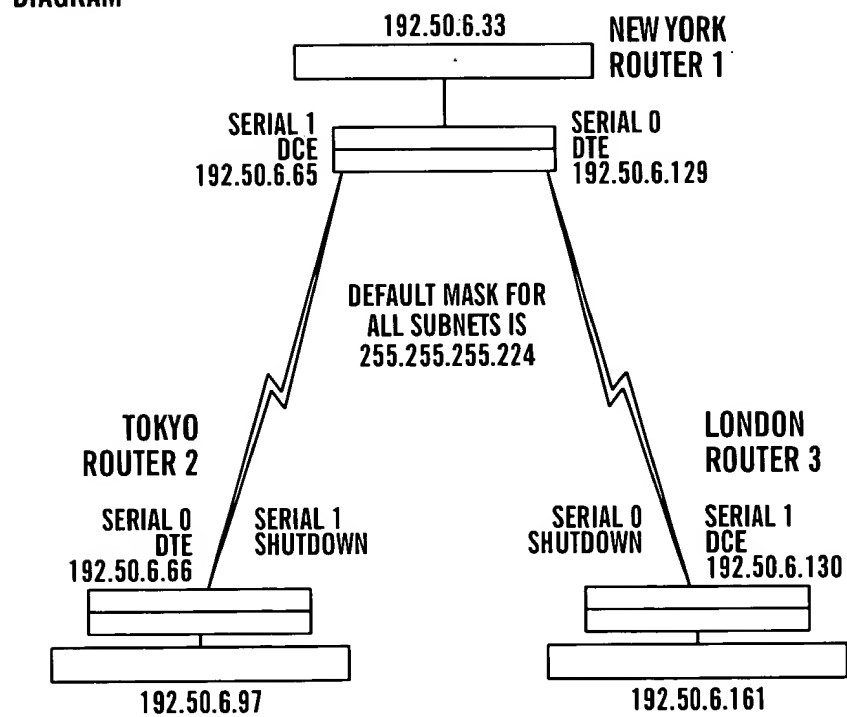 DIAGRAM
192.50.6.33
NEW YORK
ROUTER 1
SERIAL 1
DCE
192.50.6.65
SERIAL 0
DTE
192.50.6.129
DEFAULT MASK FOR
ALL SUBNETS IS
255.255.255.224
TOKYO
ROUTER 2
LONDON
ROUTER 3
SERIAL 0
DTE
192.50.6.66
SERIAL 1
SHUTDOWN
SERIAL 0
SHUTDOWN
SERIAL 1
DCE
192.50.6.130
192.50.6.97
192.50.6.161